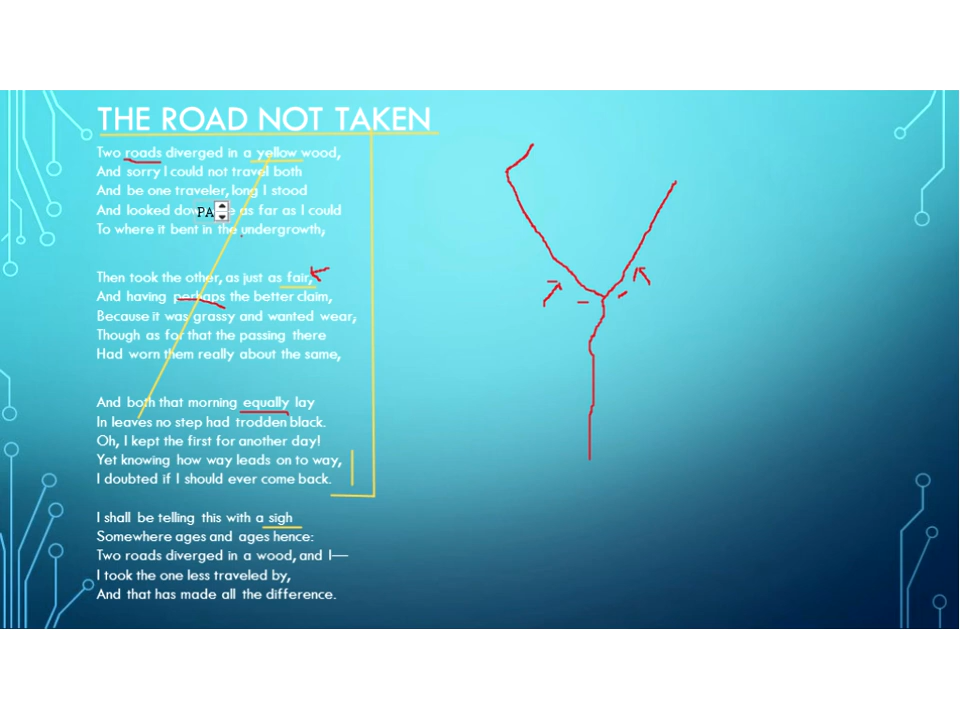 THE ROAD NOT TAKEN
Two roads diverged in a yellow wood,
And sorry I could not travel both
And be one traveler, long I stood
And looked dow PA e as far as I could
To where it bent in the undergrowth,
Then took the other, as just as fair,
And having perhaps the better claim,
Because it was grassy and wanted wear,
Though as for that the passing there
Had worn them really about the same,
And both that morning equally lay
In leaves no step had trodden black.
Oh, I kept the first for another day!
Yet knowing how way leads on to way,
I doubted if I should ever come back.
I shall be telling this with a sigh
Somewhere ages and ages hence:
Two roads diverged in a wood, and I—
I took the one less traveled by,
And that has made all the difference.